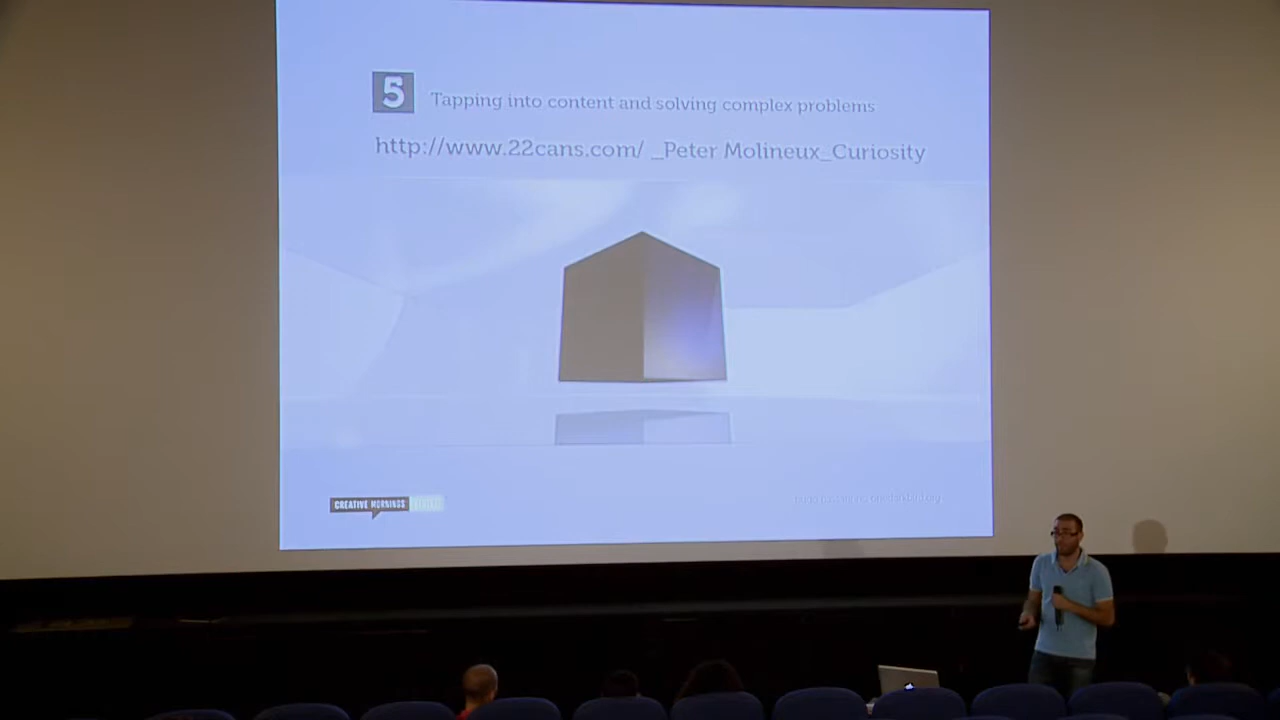 5 Tapping into content and solving complex problems
http://www.22cans.com/ _Peter Molineux_Curiosity
CREATIVE MORNINGS